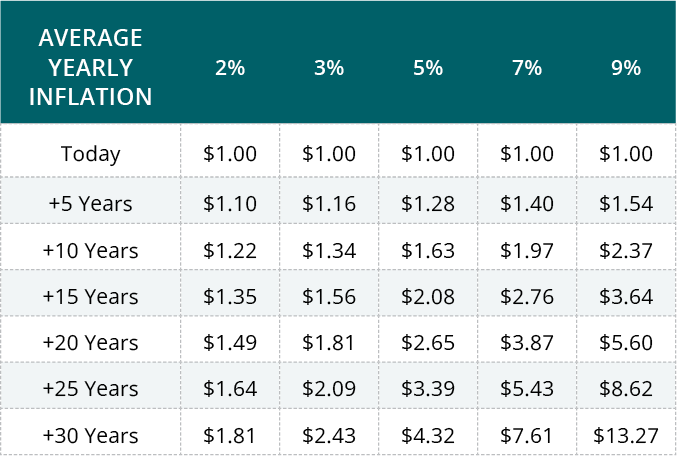 AVERAGE
YEARLY
INFLATION 2% 3% 5% 7% 9%
Today $1.00 $1.00 $1.00 $1.00 $1.00
+5 Years $1.10 $1.16 $1.28 $1.40 $1.54
+10 Years $1.22 $1.34 $1.63 $1.97 $2.37
+15 Years $1.35 $1.56 $2.08 $2.76 $3.64
+20 Years $1.49 $1.81 $2.65 $3.87 $5.60
+25 Years $1.64 $2.09 $3.39 $5.43 $8.62
+30 Years $1.81 $2.43 $4.32 $7.61 $13.27